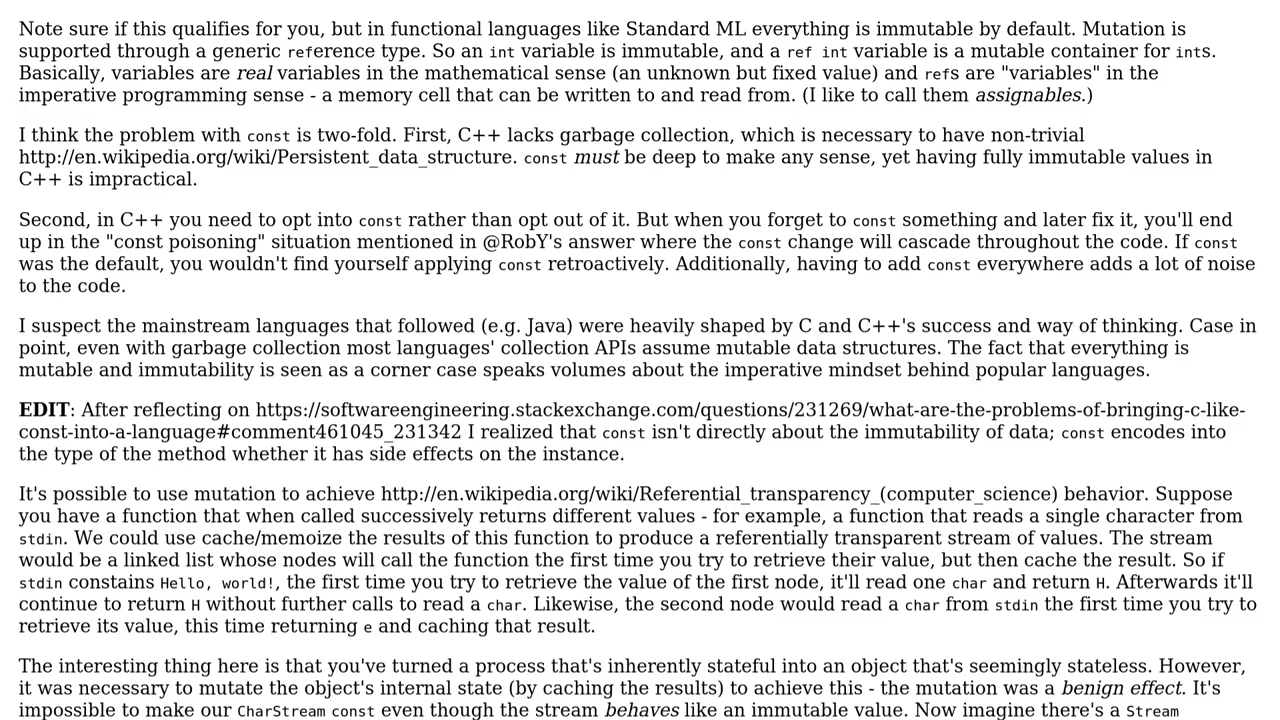 Note sure if this qualifies for you, but in functional languages like Standard ML everything is immutable by default. Mutation is
supported through a generic reference type. So an int variable is immutable, and a ref int variable is a mutable container for ints.
Basically, variables are real variables in the mathematical sense (an unknown but fixed value) and refs are "variables" in the
imperative programming sense - a memory cell that can be written to and read from. (I like to call them assignables.)
I think the problem with const is two-fold. First, C++ lacks garbage collection, which is necessary to have non-trivial
http://en.wikipedia.org/wiki/Persistent_data_structure. const must be deep to make any sense, yet having fully immutable values in
C++ is impractical.
Second, in C++ you need to opt into const rather than opt out of it. But when you forget to const something and later fix it, you'll end
up in the "const poisoning" situation mentioned in @RobY's answer where the const change will cascade throughout the code. If const
was the default, you wouldn't find yourself applying const retroactively. Additionally, having to add const everywhere adds a lot of noise
to the code.
I suspect the mainstream languages that followed (e.g. Java) were heavily shaped by C and C++'s success and way of thinking. Case in
point, even with garbage collection most languages' collection APIs assume mutable data structures. The fact that everything is
mutable and immutability is seen as a corner case speaks volumes about the imperative mindset behind popular languages.
EDIT: After reflecting on https://softwareengineering.stackexchange.com/questions/231269/what-are-the-problems-of-bringing-c-like-
const-into-a-language#comment461045_231342 I realized that const isn't directly about the immutability of data; const encodes into
the type of the method whether it has side effects on the instance.
It's possible to use mutation to achieve http://en.wikipedia.org/wiki/Referential_transparency_(computer_science) behavior. Suppose
you have a function that when called successively returns different values - for example, a function that reads a single character from
stdin. We could use cache/memoize the results of this function to produce a referentially transparent stream of values. The stream
would be a linked list whose nodes will call the function the first time you try to retrieve their value, but then cache the result. So if
stdin constains Hello, world!, the first time you try to retrieve the value of the first node, it'll read one char and return H. Afterwards it'll
continue to return H without further calls to read a char. Likewise, the second node would read a char from stdin the first time you try to
retrieve its value, this time returning e and caching that result.
The interesting thing here is that you've turned a process that's inherently stateful into an object that's seemingly stateless. However,
it was necessary to mutate the object's internal state (by caching the results) to achieve this - the mutation was a benign effect. It's
impossible to make our CharStream const even though the stream behaves like an immutable value. Now imagine there's a Stream